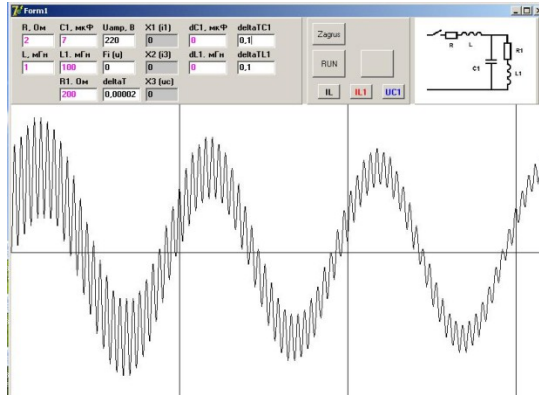 Form1
R, Ом C1, мкФ Uamp, В X1 (i1) dC1, мкФ deltaTC1
2 7 220 0 0 0,1
L, мГн L1. мГн Fi (u) X2 (i3) dL1. мГн deltaTL1
1 100 0 0 0 0,1
R1. Ом deltaT X3 (uc)
200 0,00002 0
Zagrus
RUN
IL IL1 UC1
R L
C1 R1
L1